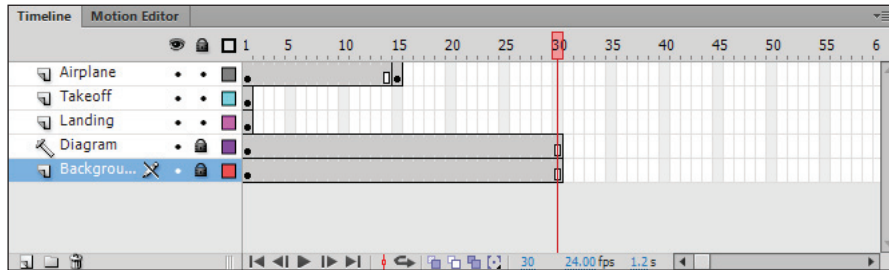 Timeline Motion Editor
1 5 10 15 20 25 30 35 40 45 50 55 6
Airplane
Takeoff
Landing
Diagram
Backgrou...
30 24.00 fps 1.2 s